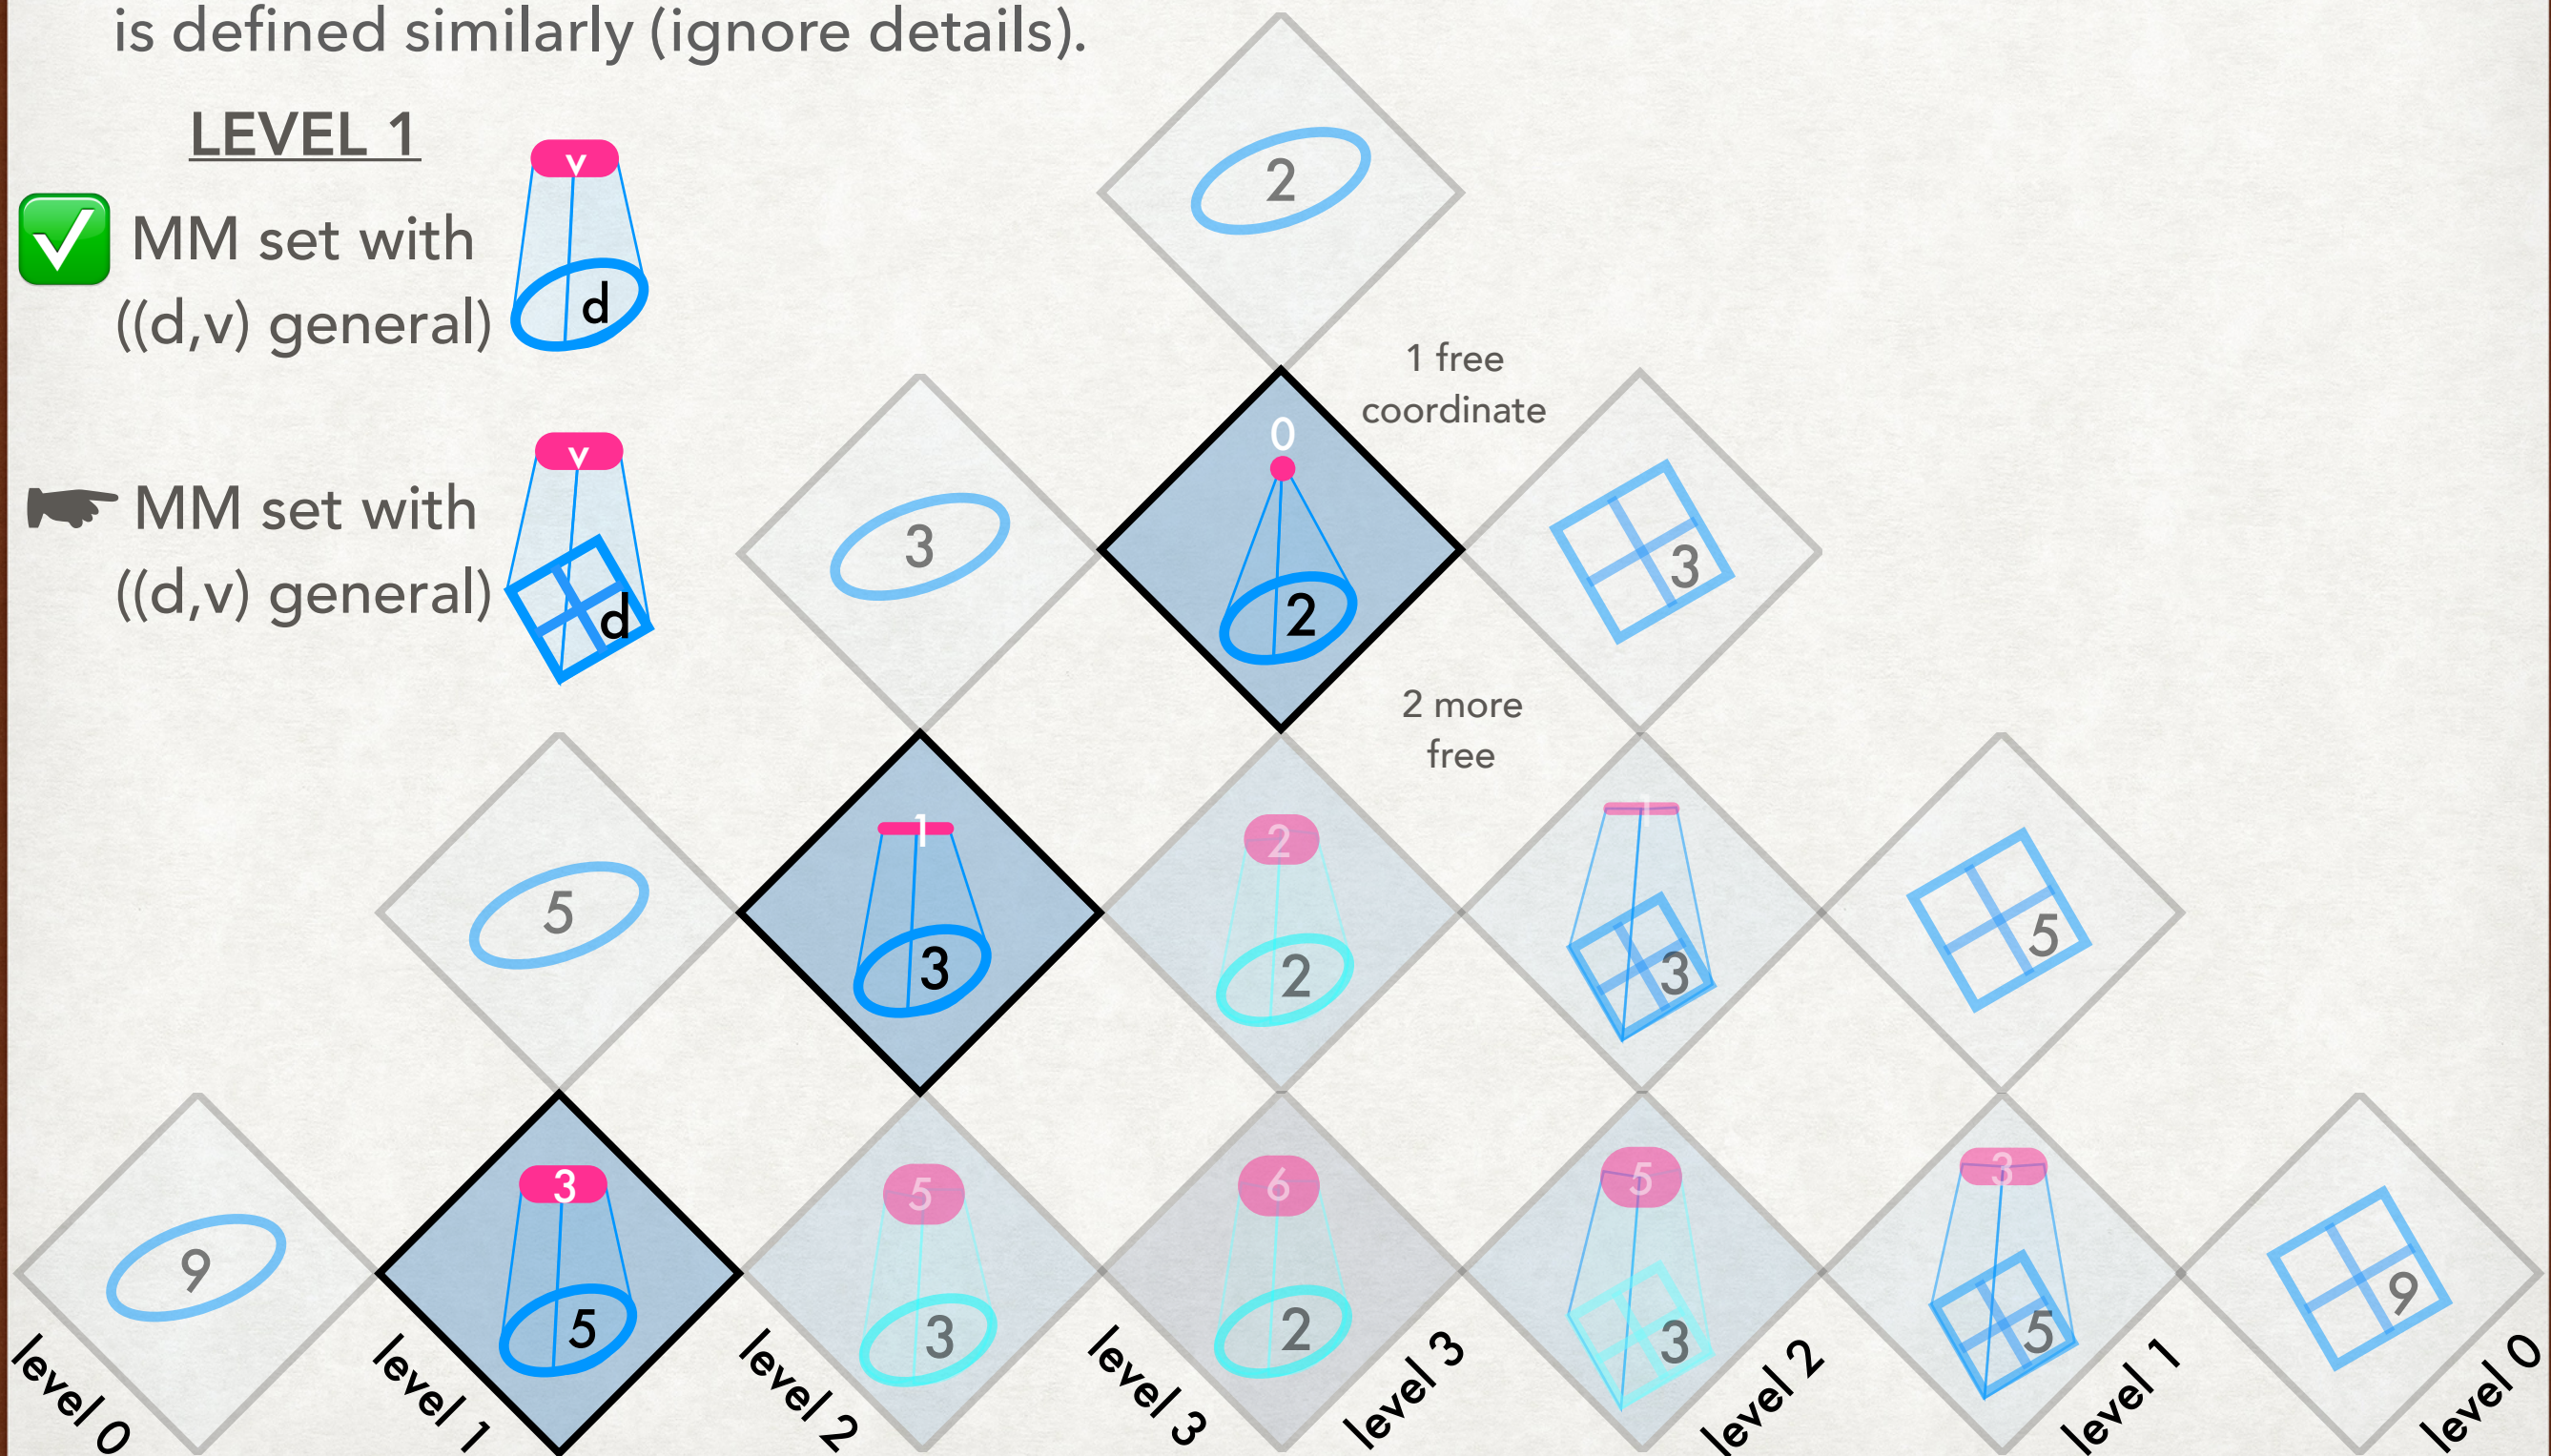 is defined similarly (ignore details).
LEVEL 1
v
MM set with
((d,v) general)
d
v
MM set with
((d,v) general)
d
2
1 free
coordinate
0
3
2
3
2 more
free
1
2
1
5
3
2
3
5
3
5
6
5
3
9
5
3
2
3
5
9
level 0
level 1
level 2
level 3
level 3
level 2
level 1
level 0